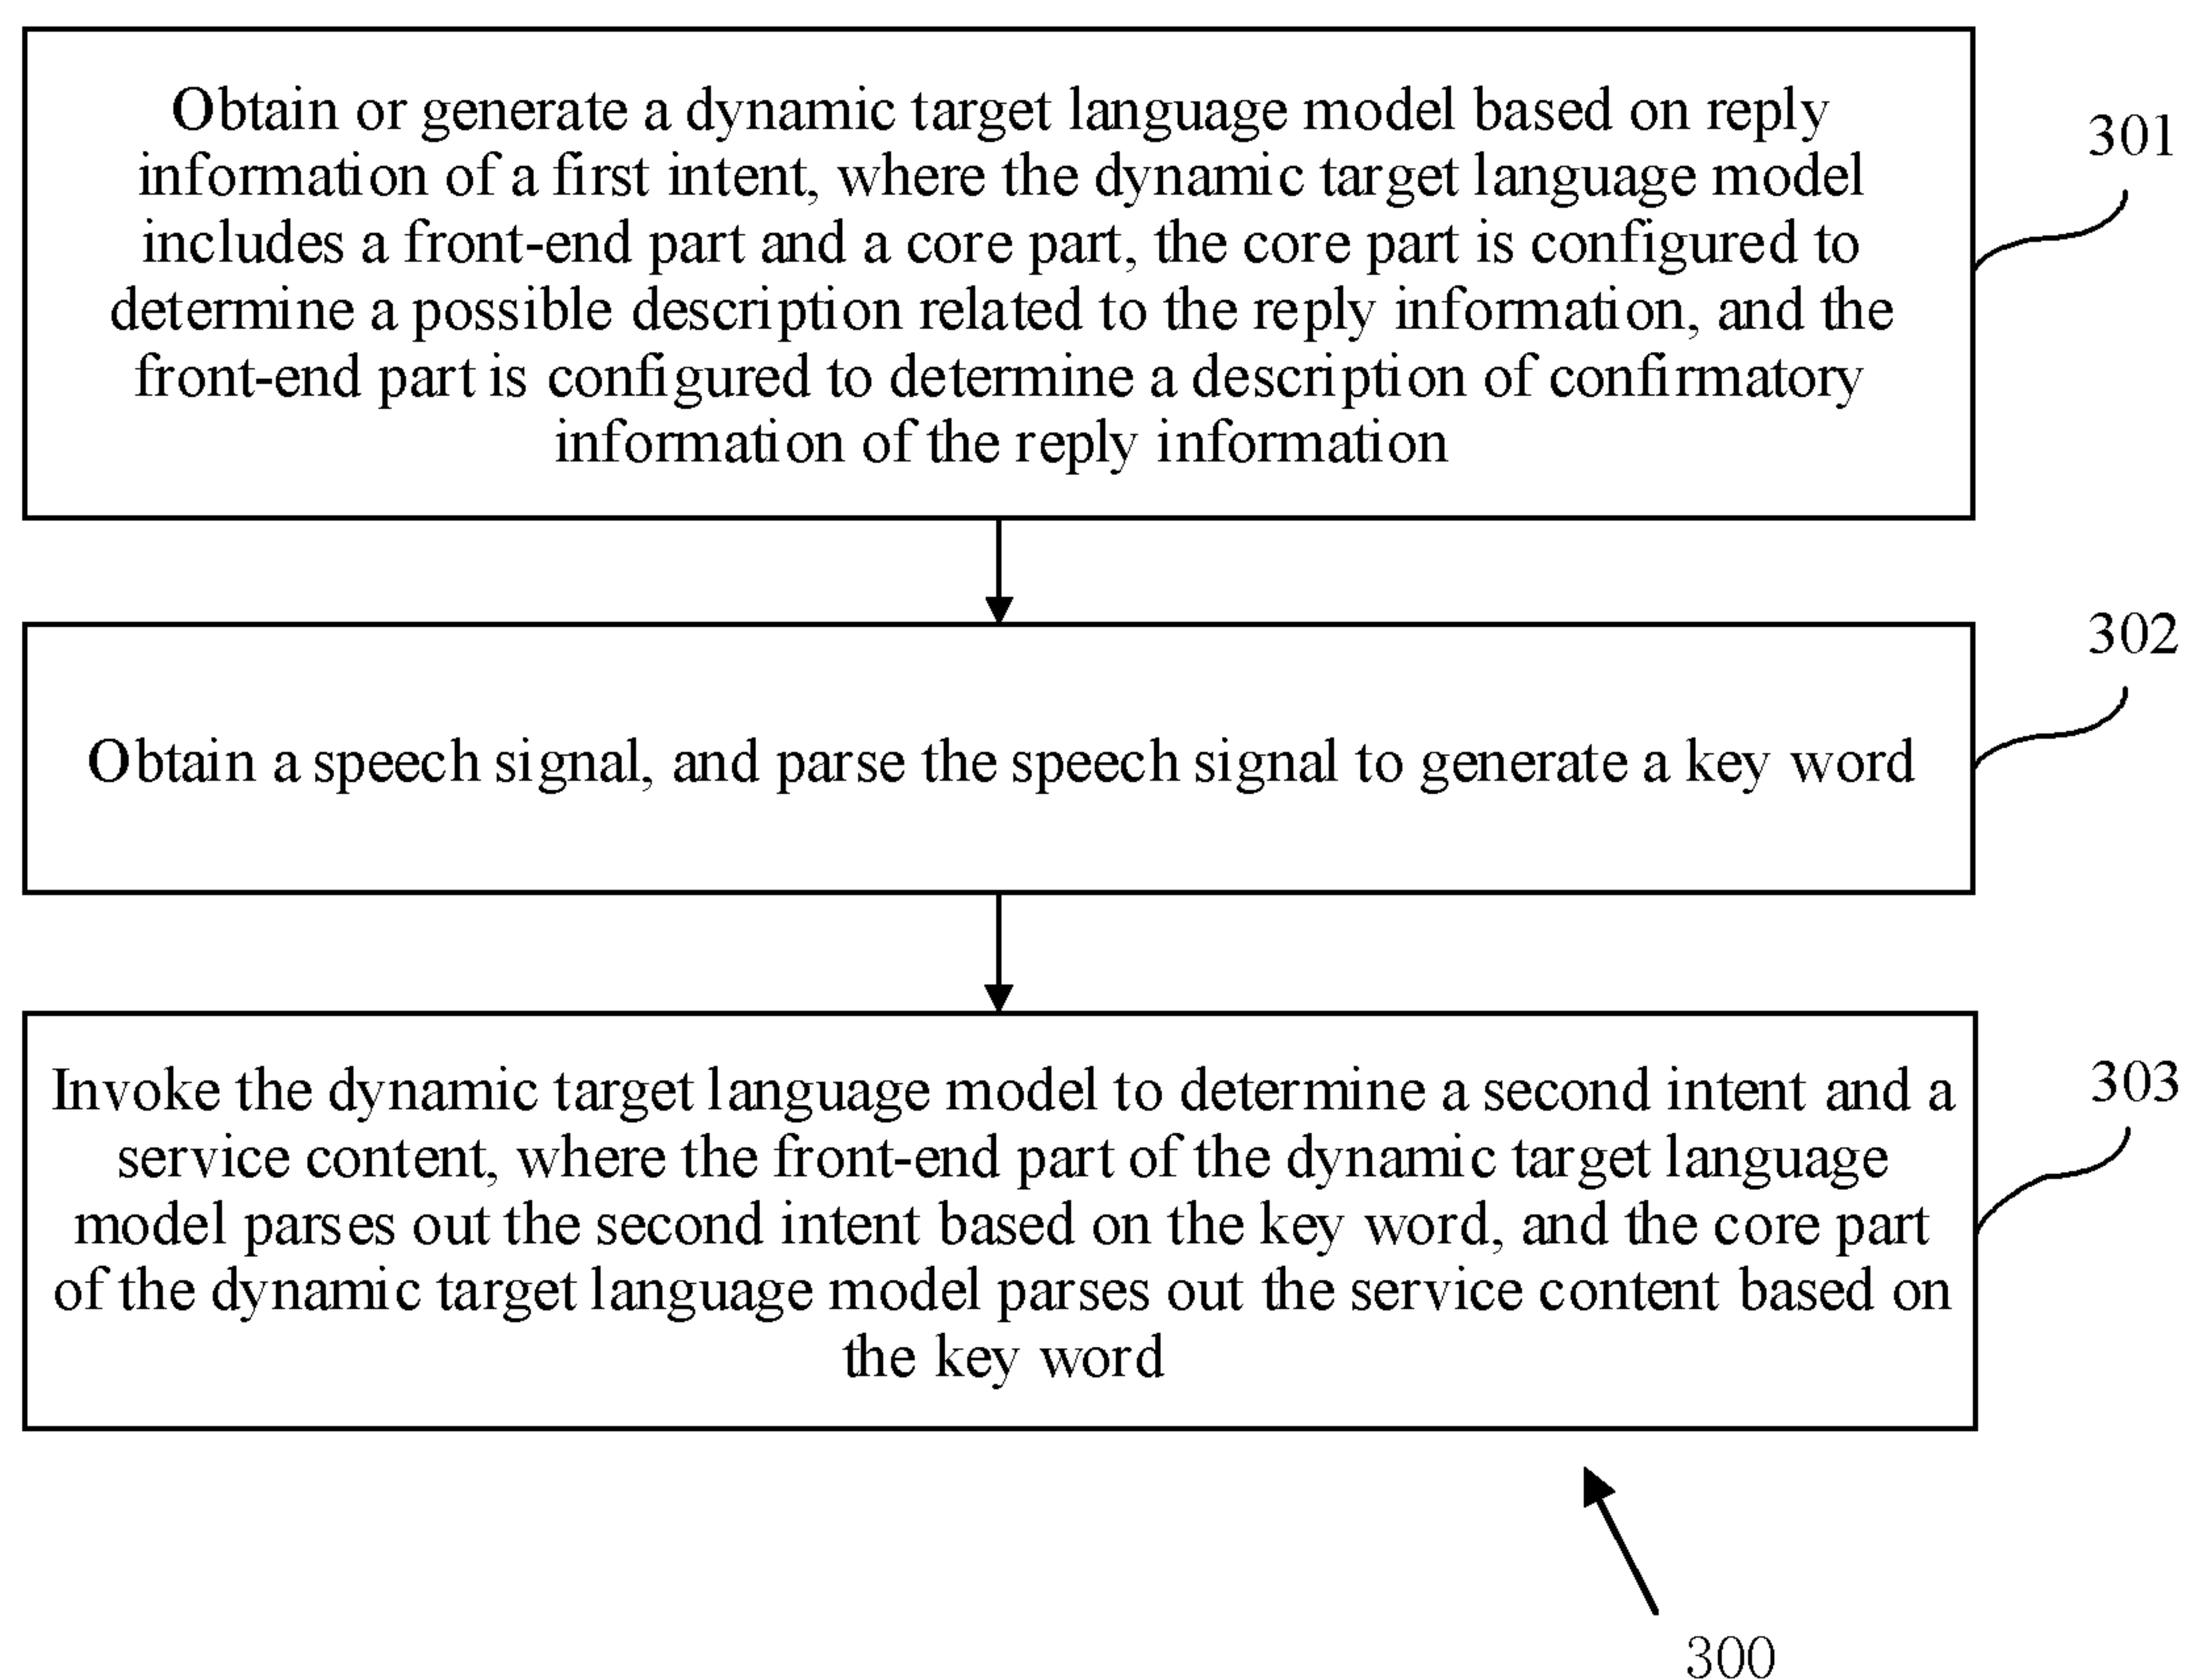 Obtain or generate a dynamic target language model based on reply
information of a first intent, where the dynamic target language model
includes a front-end part and a core part, the core part is configured to
determine a possible description related to the reply information, and the
front-end part is configured to determine a description of confirmatory
information of the reply information
301
Obtain a speech signal, and parse the speech signal to generate a key word
302
Invoke the dynamic target language model to determine a second intent and a
service content, where the front-end part of the dynamic target language
model parses out the second intent based on the key word, and the core part
of the dynamic target language model parses out the service content based on
the key word
303
300